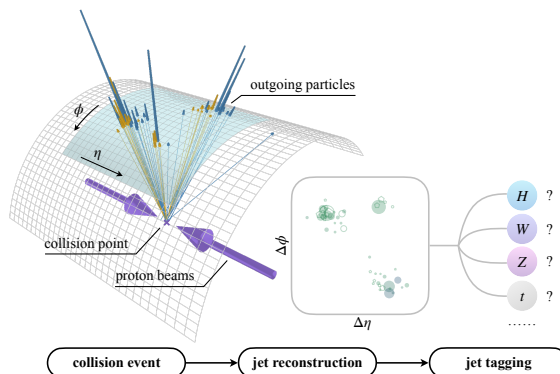 outgoing particles
ϕ
η
collision point
proton beams
Δϕ
Δη
H ?
W ?
Z ?
t ?
......
collision event
jet reconstruction
jet tagging